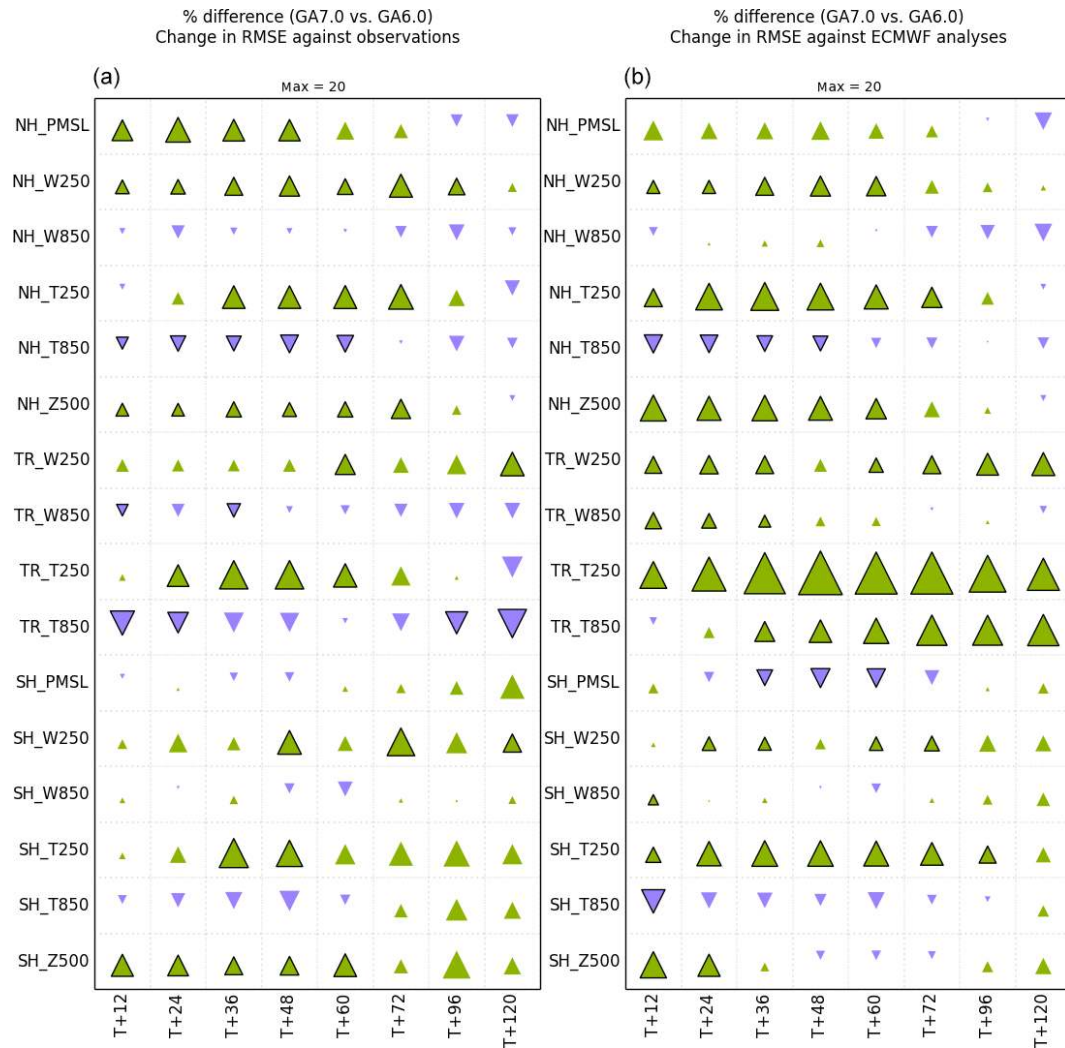 % difference (GA7.0 vs. GA6.0)
Change in RMSE against observations
(a)
Max = 20
NH_PMSL
NH_W250
NH_W850
NH_T250
NH_T850
NH_Z500
TR_W250
TR_W850
TR_T250
TR_T850
SH_PMSL
SH_W250
SH_W850
SH_T250
SH_T850
SH_Z500
T+12
T+24
T+36
T+48
T+60
T+72
T+96
T+120
% difference (GA7.0 vs. GA6.0)
Change in RMSE against ECMWF analyses
(b)
Max = 20
NH_PMSL
NH_W250
NH_W850
NH_T250
NH_T850
NH_Z500
TR_W250
TR_W850
TR_T250
TR_T850
SH_PMSL
SH_W250
SH_W850
SH_T250
SH_T850
SH_Z500
T+12
T+24
T+36
T+48
T+60
T+72
T+96
T+120